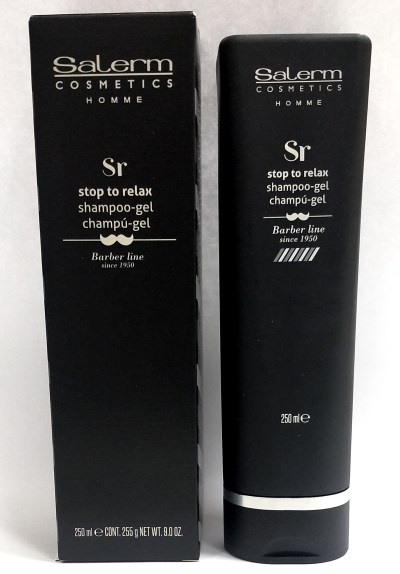 Salerm
COSMETICS
HOMME
Sr
stop to relax
shampoo-gel
champú-gel
Barber line
since 1950
250 ml ℮ CONT. 255 g NET WT. 9.0 OZ.
Salerm
COSMETICS
HOMME
Sr
stop to relax
shampoo-gel
champú-gel
Barber line
since 1950
250 ml ℮